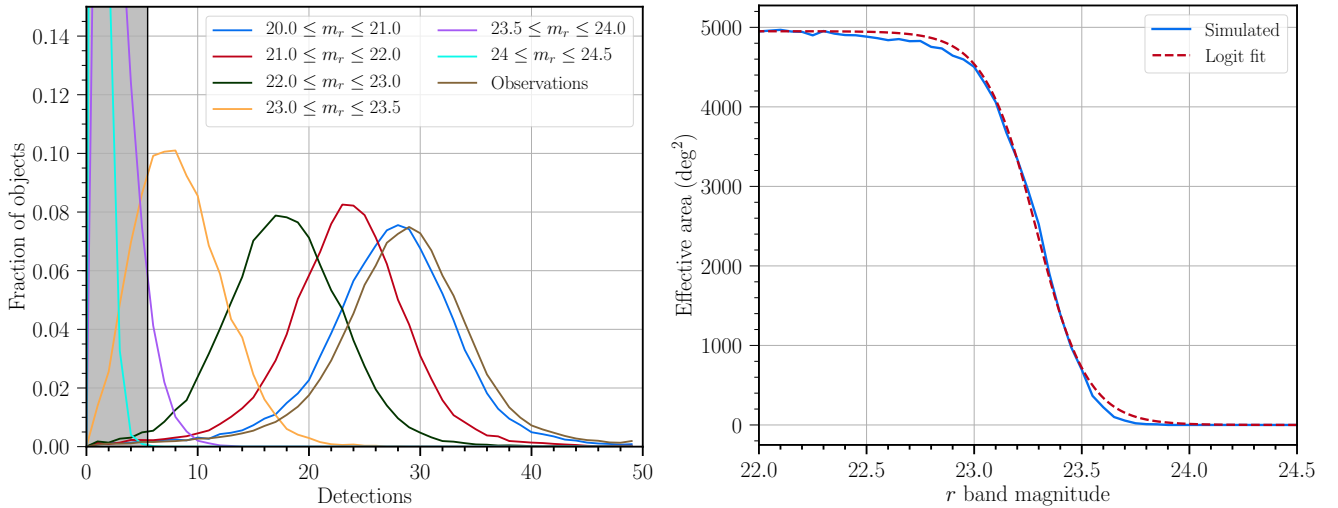 0.14
0.12
0.10
0.08
0.06
0.04
0.02
0.00
Fraction of objects
20.0 ≤ m_r ≤ 21.0
21.0 ≤ m_r ≤ 22.0
22.0 ≤ m_r ≤ 23.0
23.0 ≤ m_r ≤ 23.5
23.5 ≤ m_r ≤ 24.0
24 ≤ m_r ≤ 24.5
Observations
0 10 20 30 40 50
Detections
5000
4000
3000
2000
1000
0
Effective area (deg²)
Simulated
Logit fit
22.0 22.5 23.0 23.5 24.0 24.5
r band magnitude